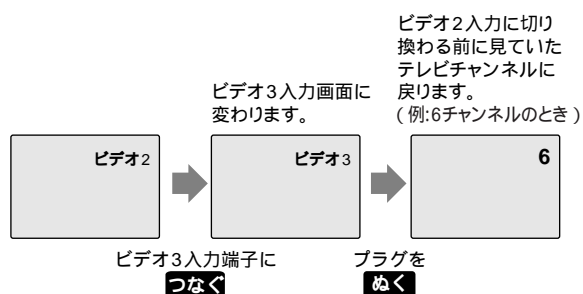 ビデオ2入力に切り
換わる前に見ていた
テレビチャンネルに
戻ります。
(例:6チャンネルのとき)
ビデオ3入力画面に
変わります。
ビデオ2
ビデオ3
6
ビデオ3入力端子に
つなぐ
プラグを
ぬく